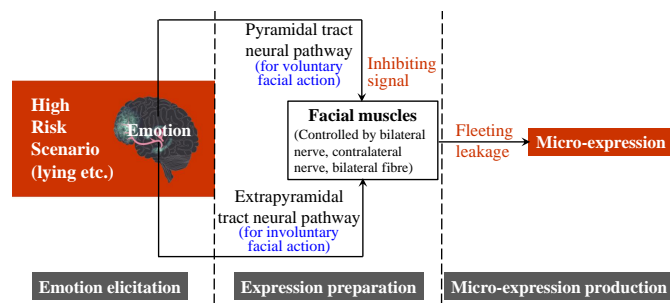 Pyramidal tract
neural pathway
(for voluntary
facial action)
Inhibiting
signal
High
Risk
Scenario
(lying etc.)
Emotion
Facial muscles
(Controlled by bilateral
nerve, contralateral
nerve, bilateral fibre)
Fleeting
leakage
Micro-expression
Extrapyramidal
tract neural pathway
(for involuntary
facial action)
Emotion elicitation
Expression preparation
Micro-expression production